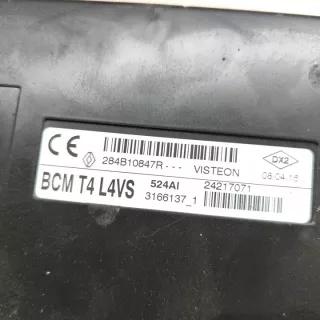 CE 284B10847R--- VISTEON DX2
08-04-16
BCM T4 L4VS 524AI 24217071
3166137_1